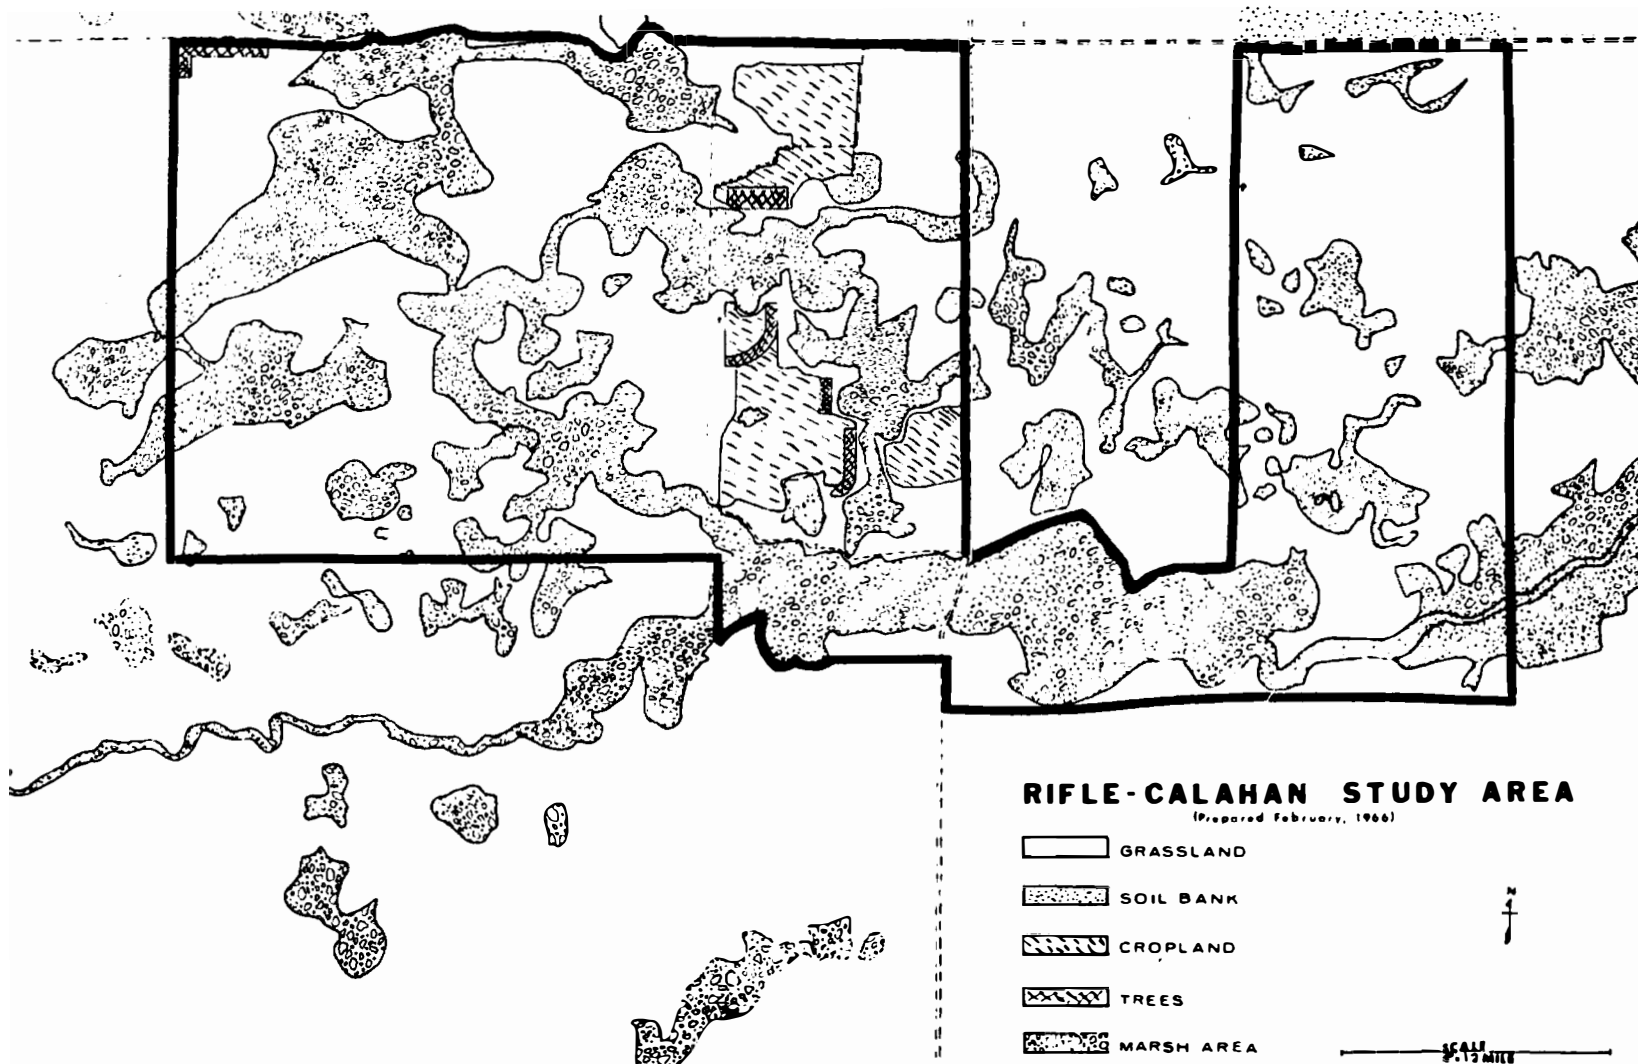 RIFLE-CALAHAN STUDY AREA
(Prepared February, 1966)
GRASSLAND
SOIL BANK
CROPLAND
TREES
MARSH AREA
N
SCALE